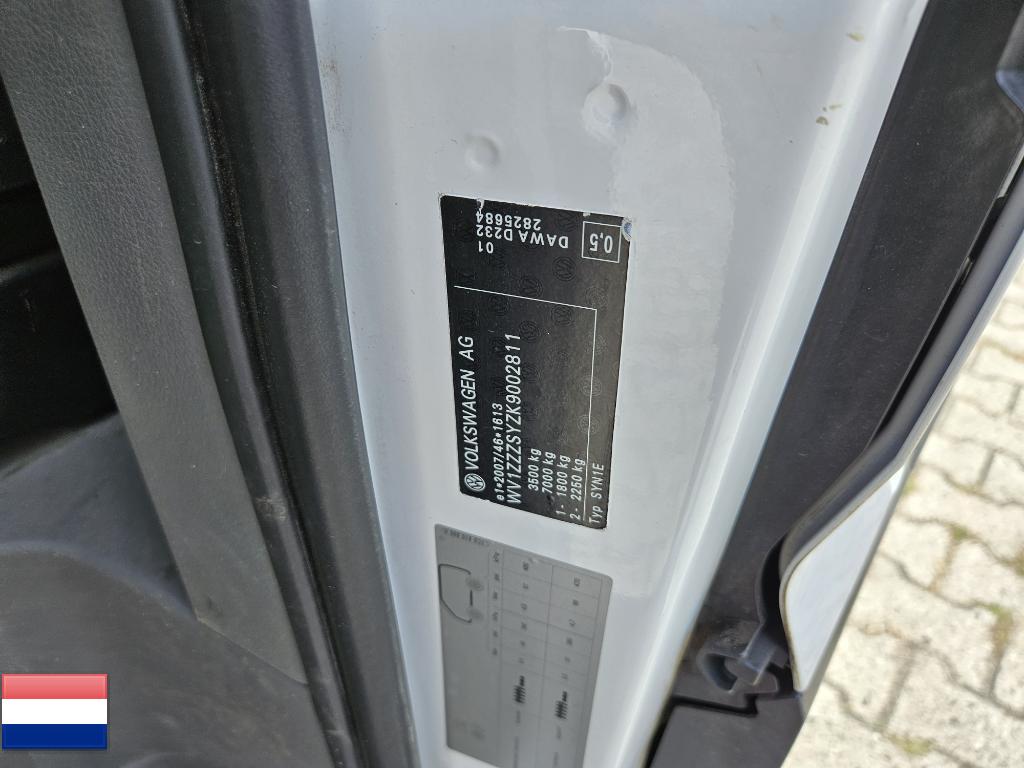 VOLKSWAGEN AG
e1*2007/46*1613
WV1ZZZSYZK9002811
3500 kg
7000 kg
1 - 1800 kg
2 - 2250 kg
Typ SYN1E
01
DAWA D232
2825684
0.5